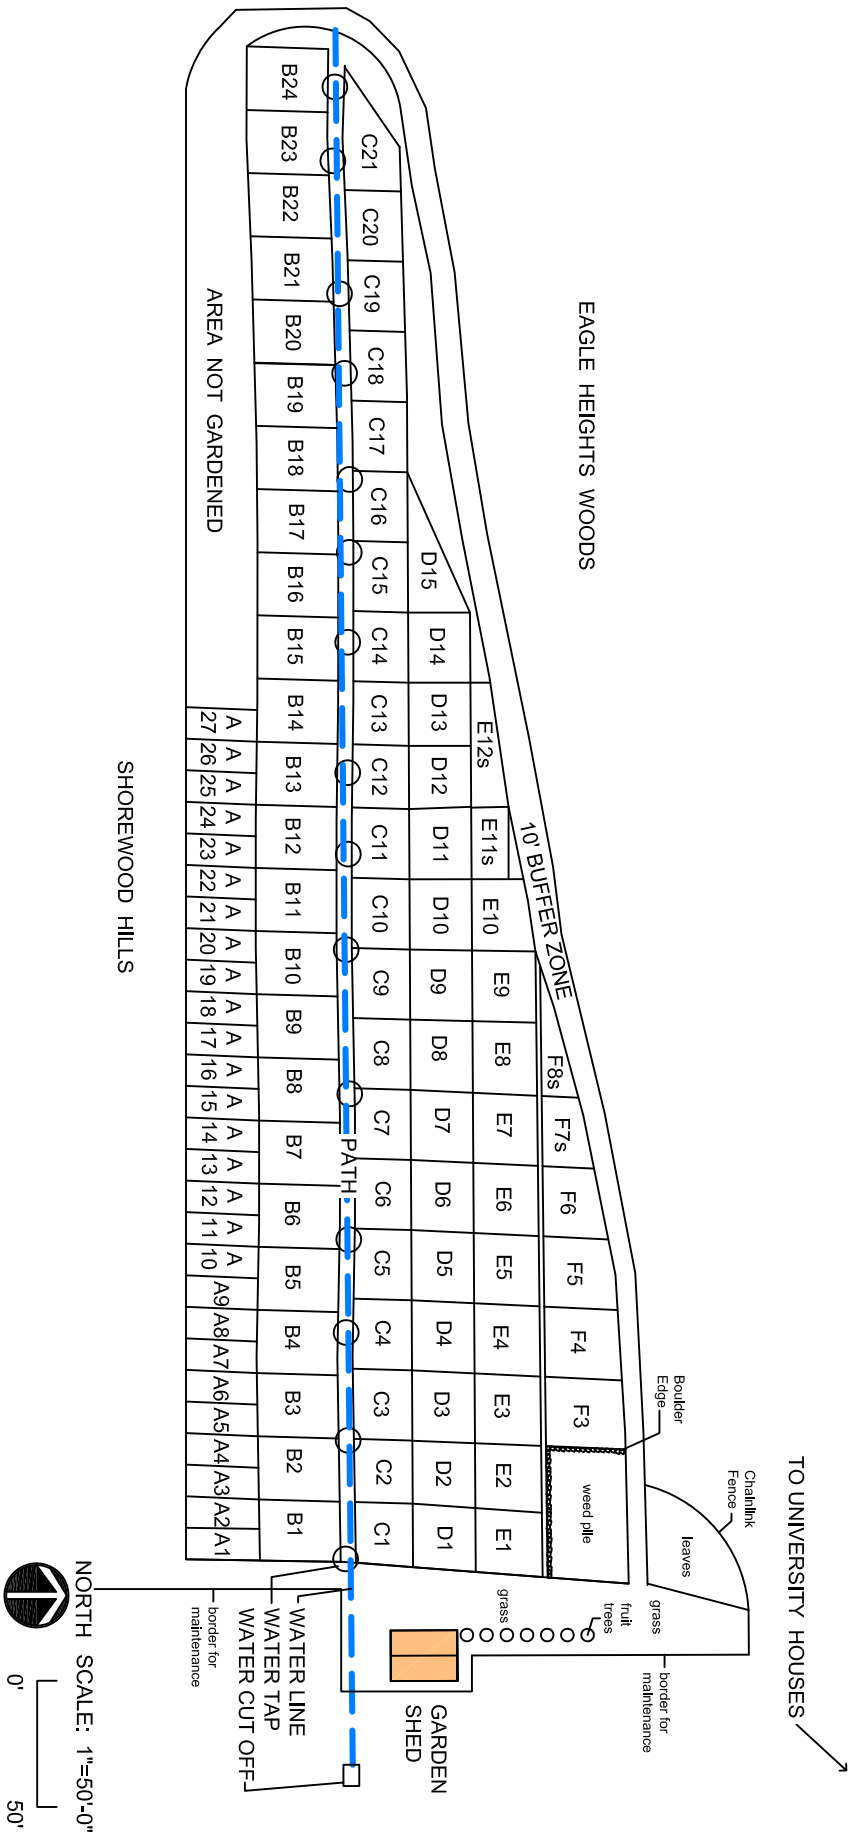 EAGLE HEIGHTS WOODS
AREA NOT GARDENED
SHOREWOOD HILLS
10' BUFFER ZONE
TO UNIVERSITY HOUSES
B24
B23
B22
B21
B20
B19
B18
B17
B16
B15
B14
B13
B12
B11
B10
B9
B8
B7
B6
B5
B4
B3
B2
B1
C21
C20
C19
C18
C17
C16
C15
C14
C13
C12
C11
C10
C9
C8
C7
C6
C5
C4
C3
C2
C1
D15
D14
D13
D12
D11
D10
D9
D8
D7
D6
D5
D4
D3
D2
D1
E12s
E11s
E10
E9
E8
E7
E6
E5
E4
E3
E2
E1
F8s
F7s
F6
F5
F4
F3
A
27
A
26
A
25
A
24
A
23
A
22
A
21
A
20
A
19
A
18
A
17
A
16
A
15
A
14
A
13
A
12
A
11
A
10
A9
A8
A7
A6
A5
A4
A3
A2
A1
PATH
Boulder
Edge
weed pile
Chainlink
Fence
leaves
grass
fruit
trees
grass
border for
maintenance
GARDEN
SHED
WATER LINE
WATER TAP
WATER CUT OFF
border for
maintenance
NORTH
SCALE: 1"=50'-0"
0'
50'